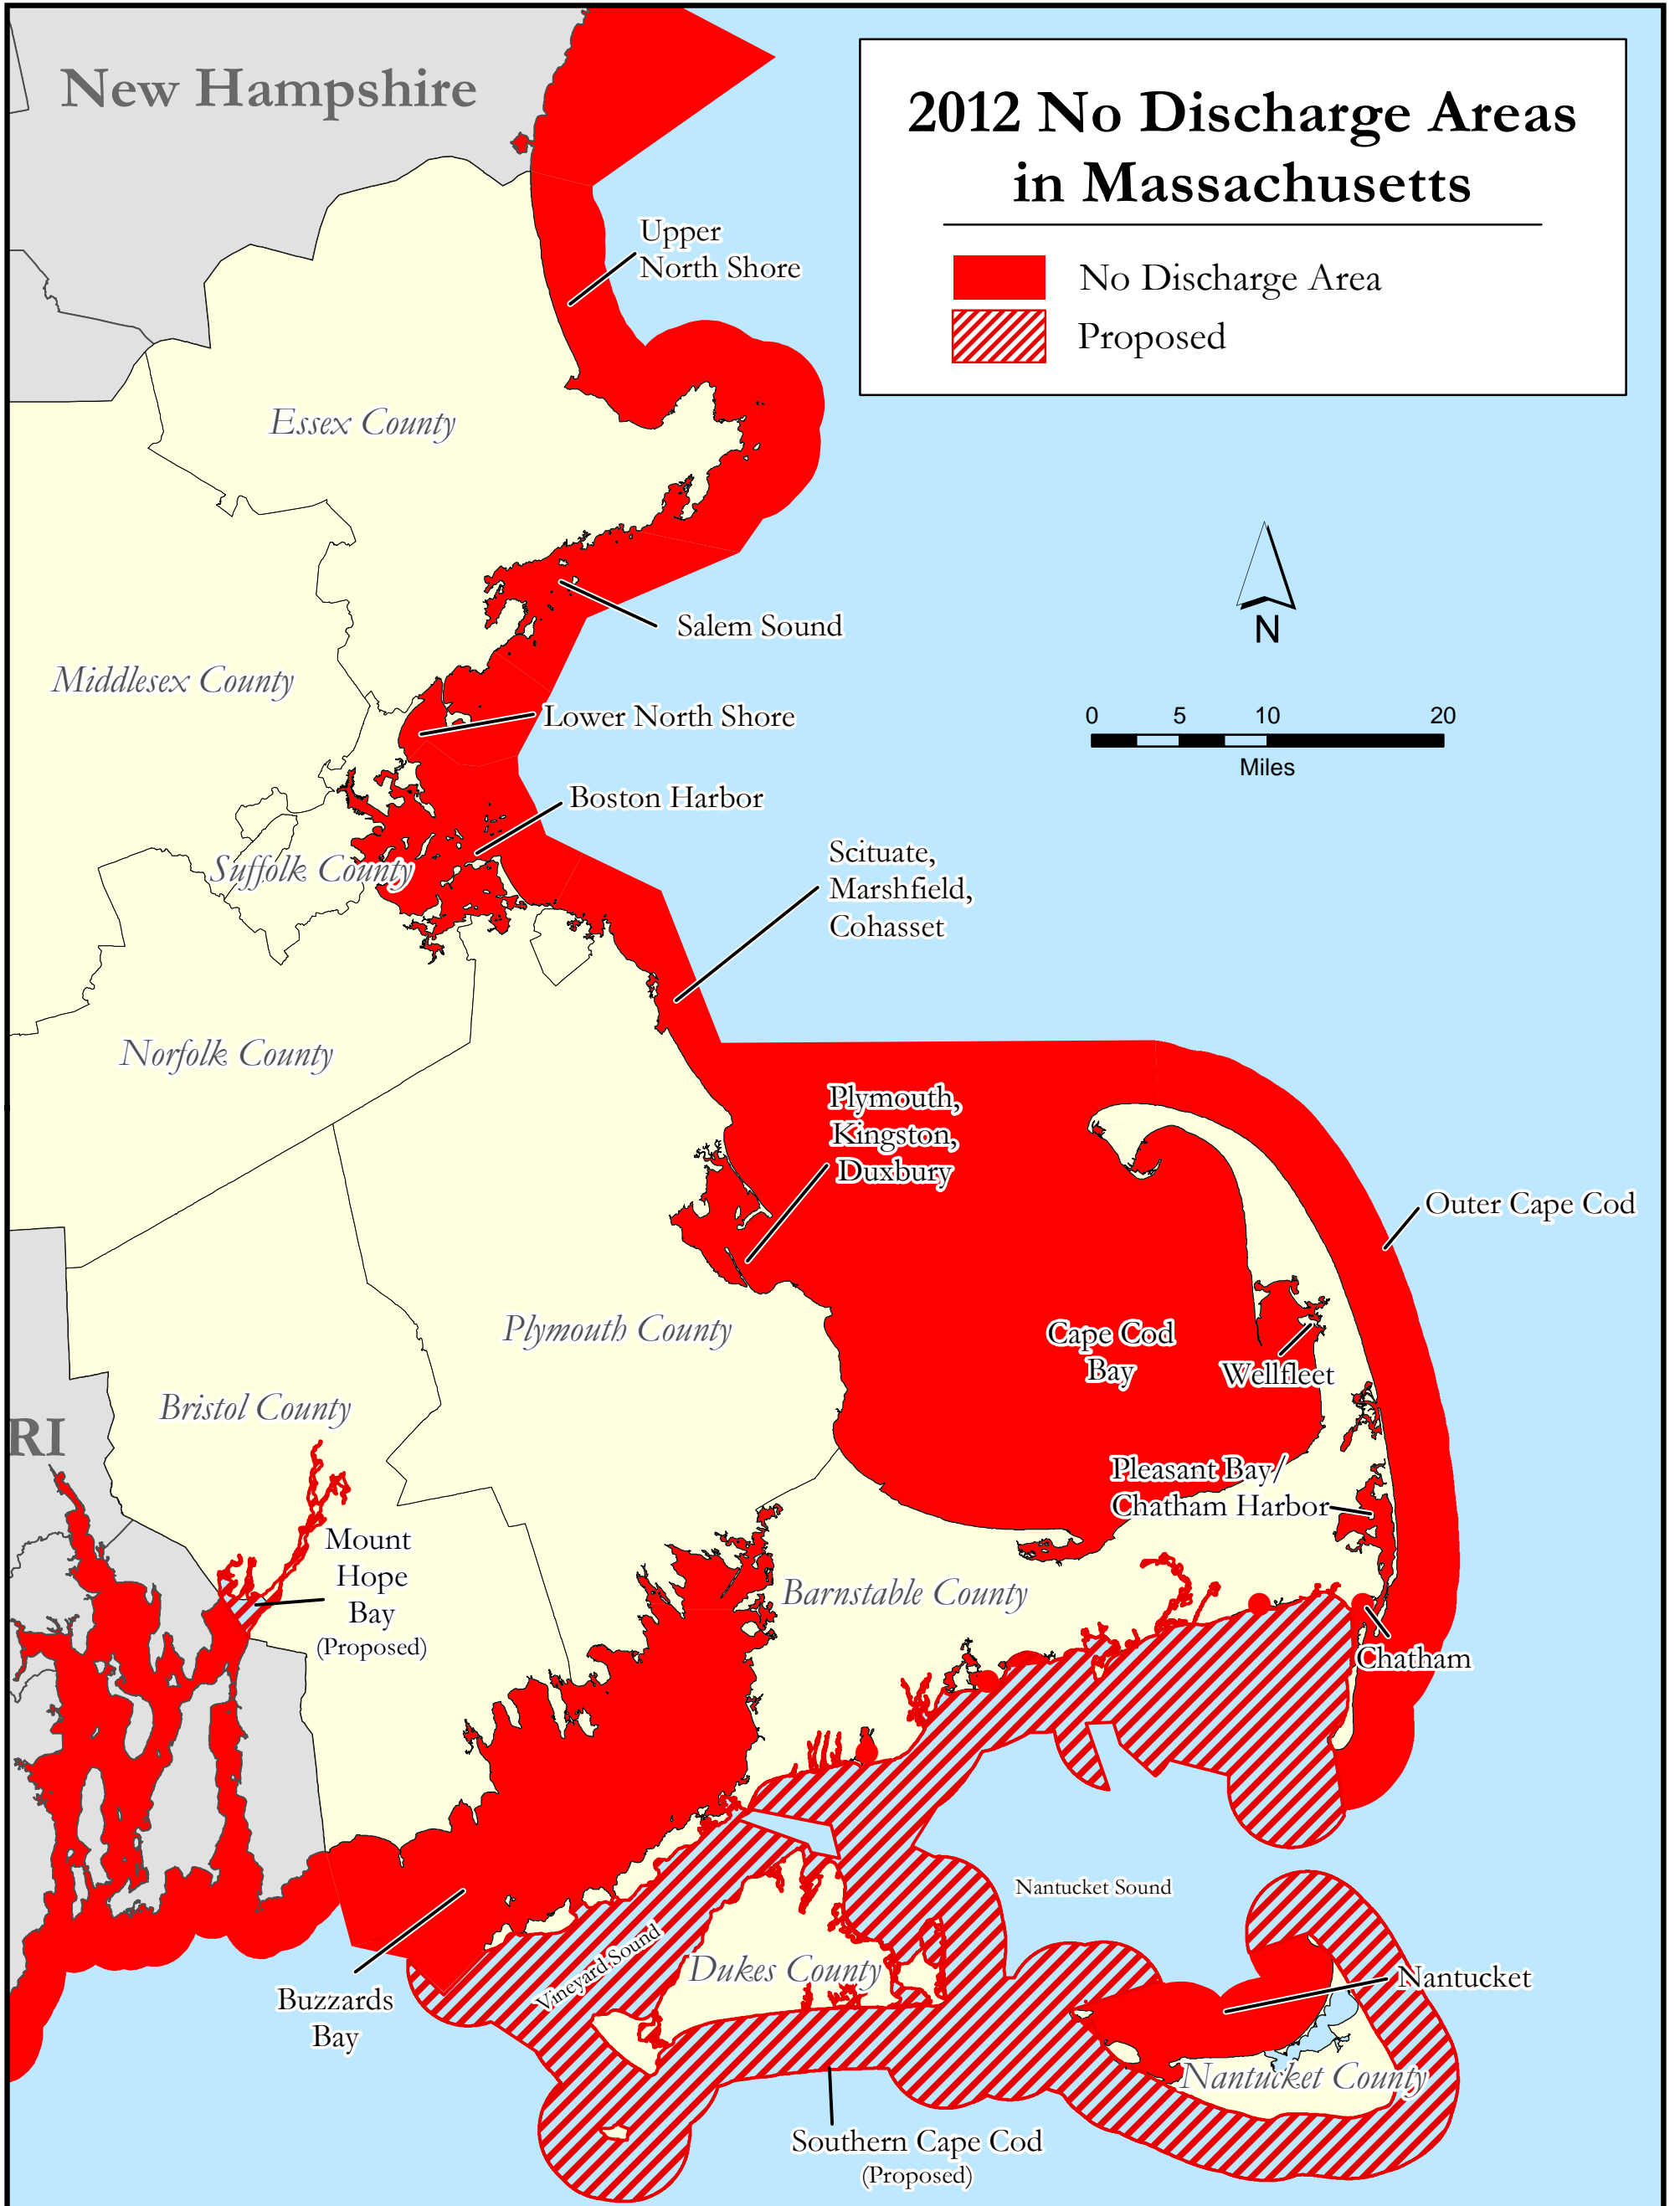 New Hampshire
2012 No Discharge Areas
in Massachusetts
No Discharge Area
Proposed
Upper
North Shore
Essex County
Salem Sound
N
Middlesex County
Lower North Shore
0 5 10 20
Miles
Boston Harbor
Suffolk County
Scituate,
Marshfield,
Cohasset
Norfolk County
Plymouth,
Kingston,
Duxbury
Outer Cape Cod
Plymouth County
Cape Cod
Bay
Wellfleet
Bristol County
RI
Pleasant Bay/
Chatham Harbor
Mount
Hope
Bay
(Proposed)
Barnstable County
Chatham
Nantucket Sound
Vineyard Sound
Dukes County
Nantucket
Buzzards
Bay
Nantucket County
Southern Cape Cod
(Proposed)